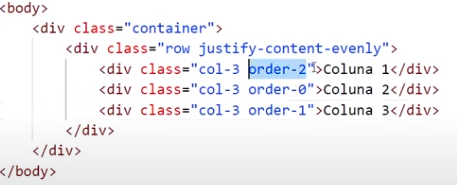 <body>
<div class="container">
<div class="row justify-content-evenly">
<div class="col-3 order-2">Coluna 1</div>
<div class="col-3 order-0">Coluna 2</div>
<div class="col-3 order-1">Coluna 3</div>
</div>
</div>
</body>